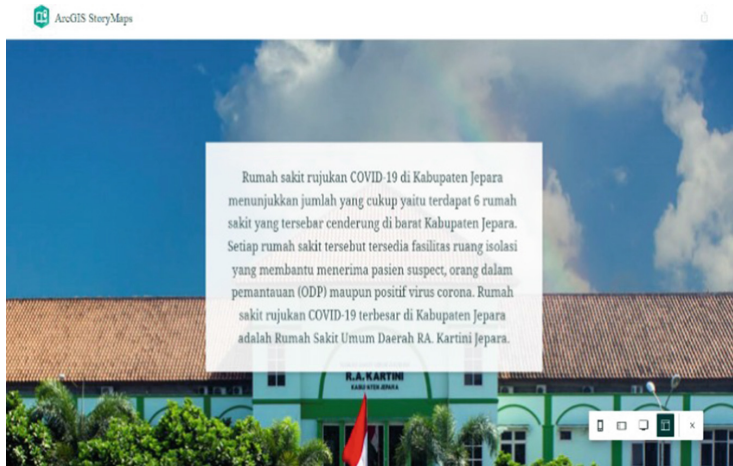 ArcGIS StoryMaps
Rumah sakit rujukan COVID-19 di Kabupaten Jepara
menunjukkan jumlah yang cukup yaitu terdapat 6 rumah
sakit yang tersebar cenderung di barat Kabupaten Jepara.
Setiap rumah sakit tersebut tersedia fasilitas ruang isolasi
yang membantu menerima pasien suspect, orang dalam
pemantauan (ODP) maupun positif virus corona. Rumah
sakit rujukan COVID-19 terbesar di Kabupaten Jepara
adalah Rumah Sakit Umum Daerah RA. Kartini Jepara.
R.A. KARTINI
KABUPATEN JEPARA